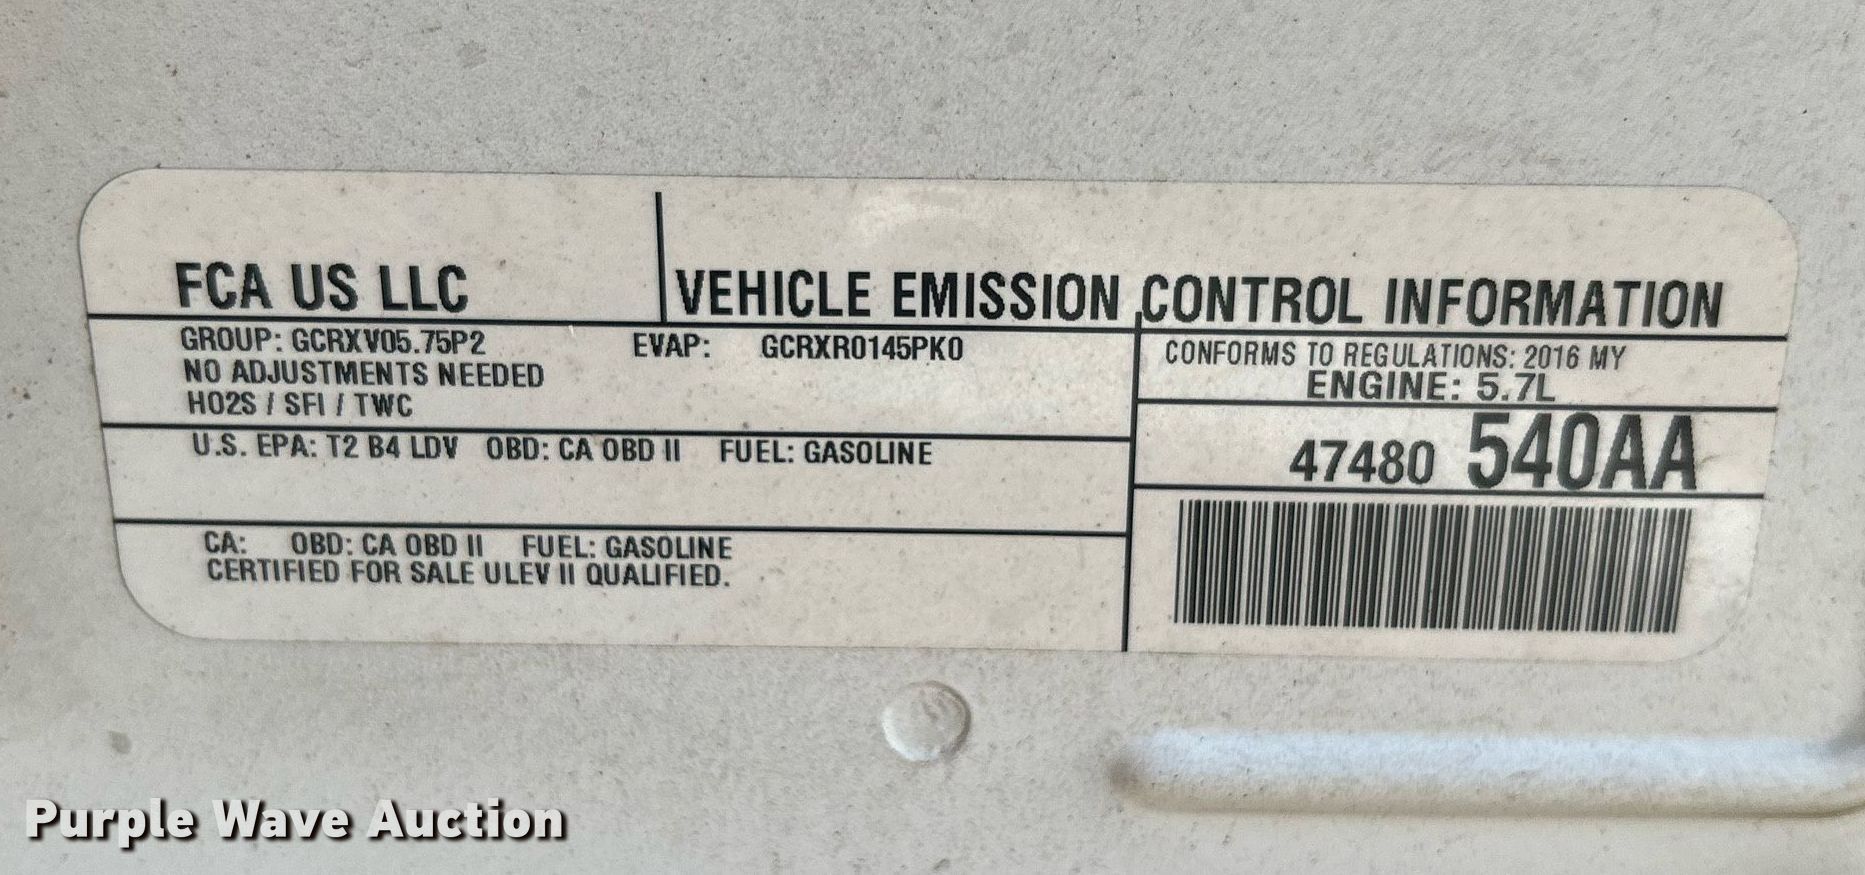 FCA US LLC
VEHICLE EMISSION CONTROL INFORMATION
GROUP: GCRXV05.75P2 EVAP: GCRXR0145PK0
NO ADJUSTMENTS NEEDED
HO2S / SFI / TWC
CONFORMS TO REGULATIONS: 2016 MY
ENGINE: 5.7L
U.S. EPA: T2 B4 LDV OBD: CA OBD II FUEL: GASOLINE
47480 540AA
CA: OBD: CA OBD II FUEL: GASOLINE
CERTIFIED FOR SALE ULEV II QUALIFIED.
Purple Wave Auction